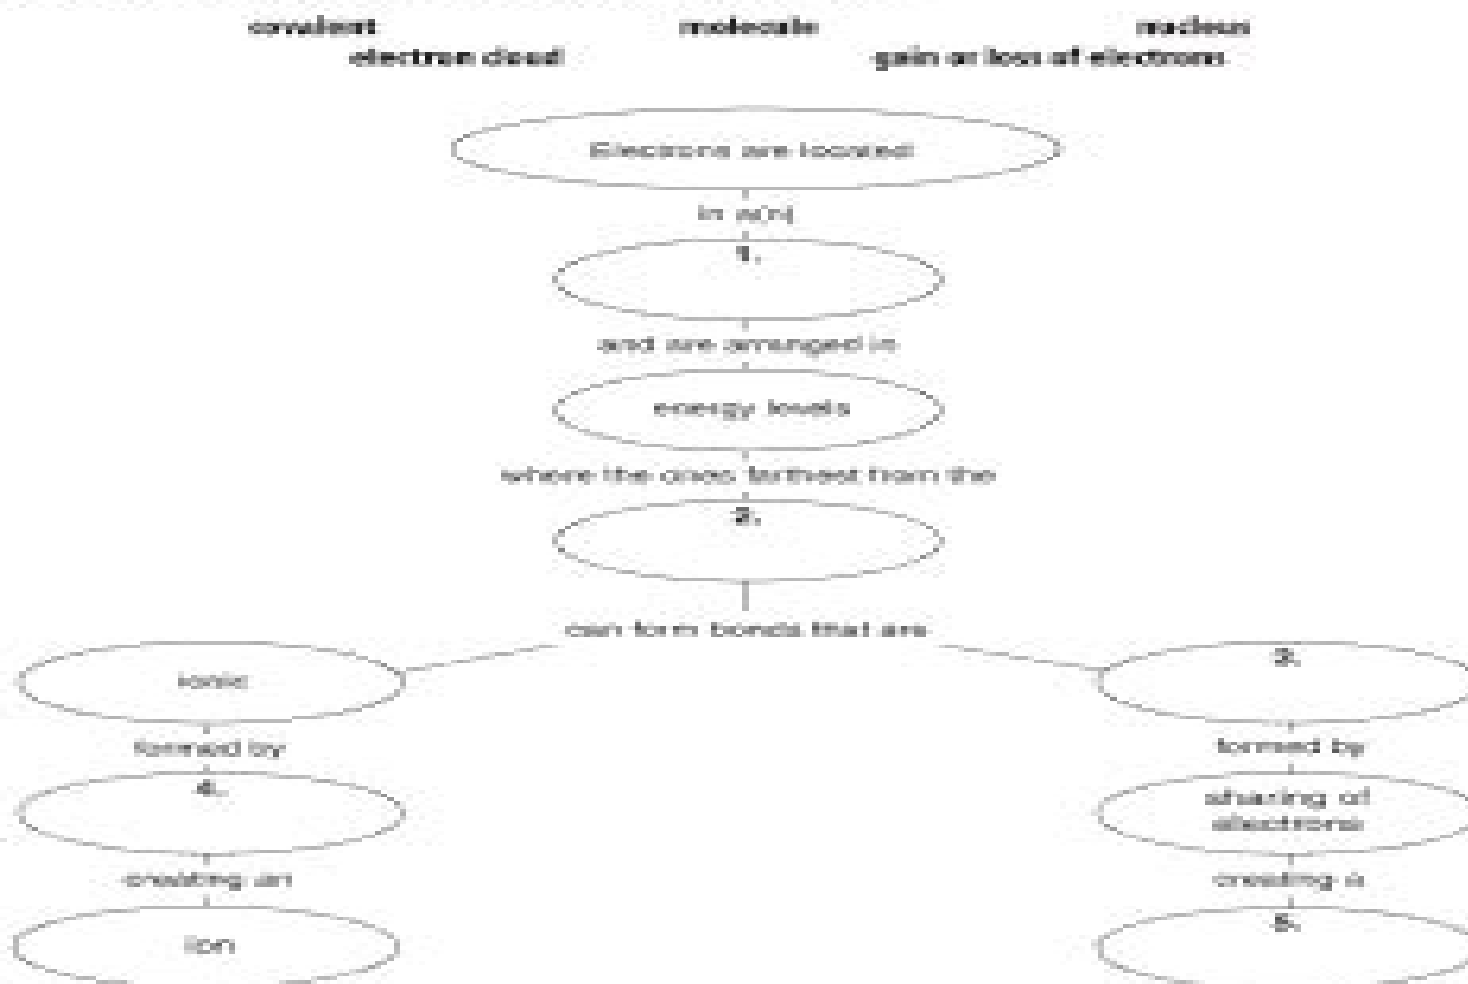 covalent molecule nucleus
electron cloud gain or loss of electrons
Electrons are located
in a(n)
1.
and are arranged in
energy levels
where the ones farthest from the
2.
can form bonds that are
ionic 3.
formed by formed by
4. sharing of
electrons
creating an creating a
ion 5.